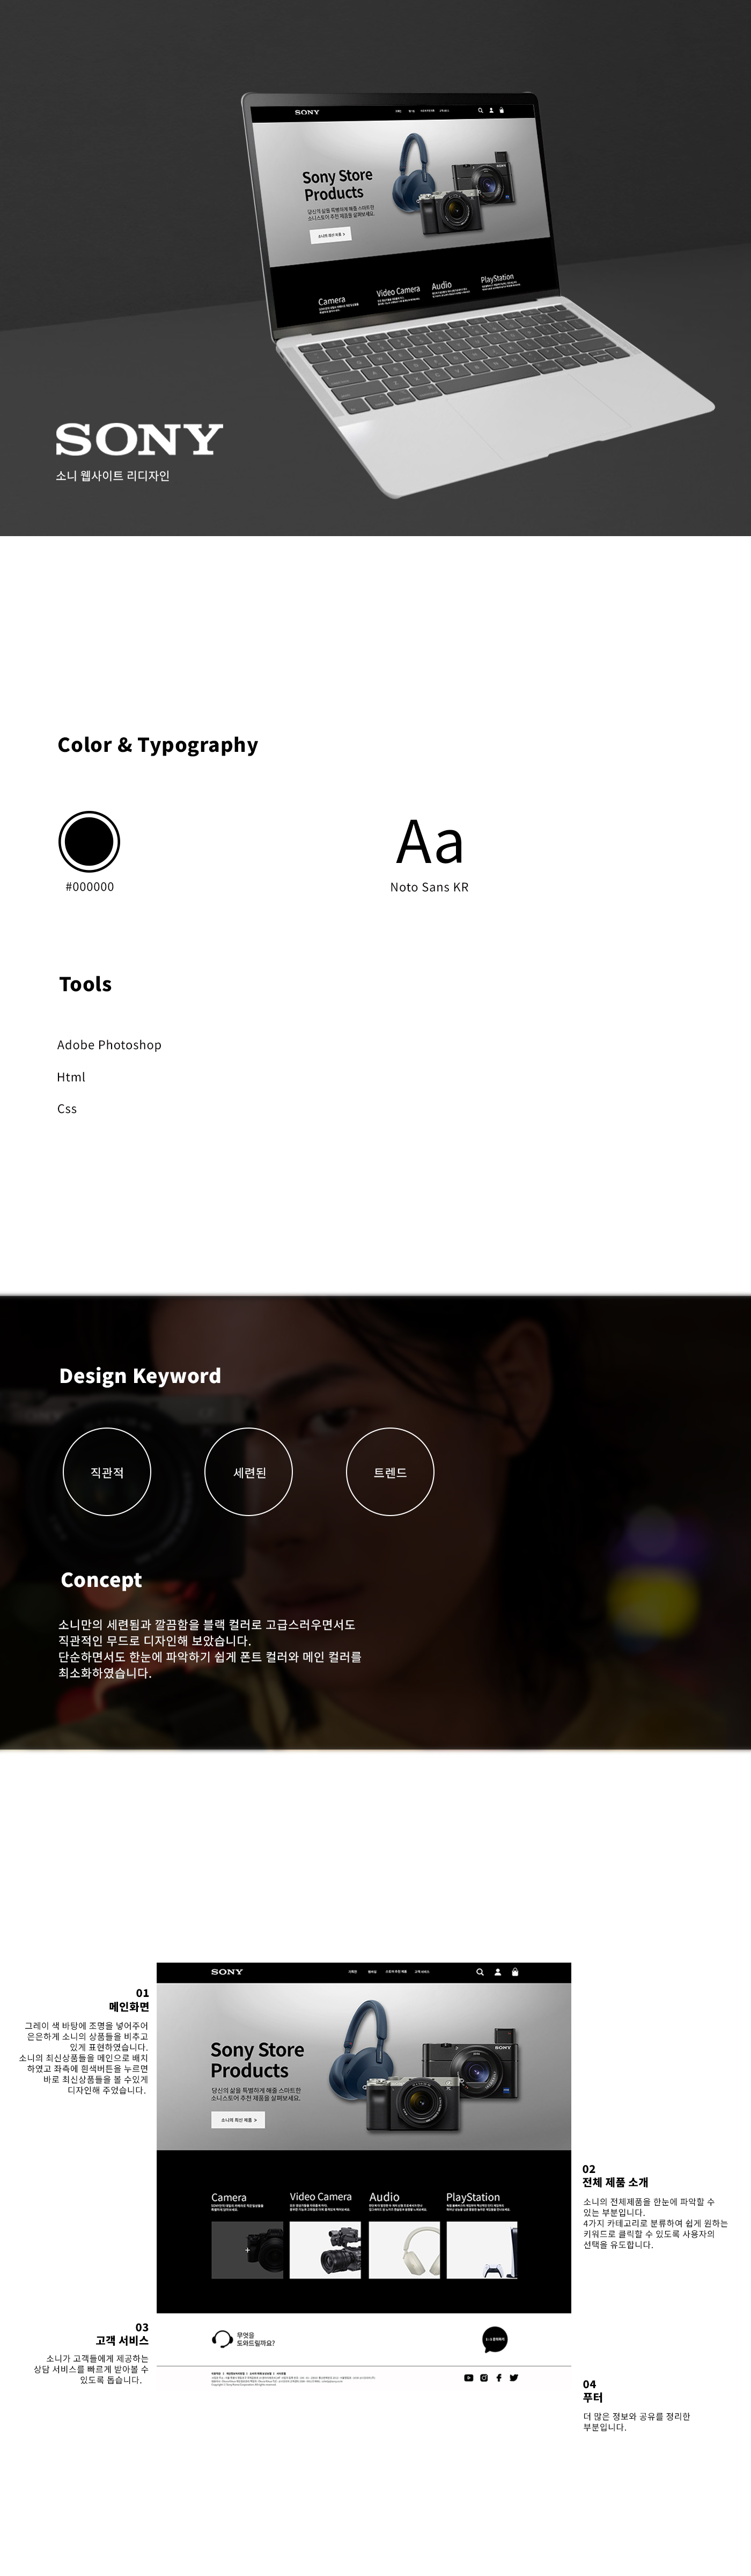 SONY
Sony Store
Products
당신의 삶을 특별하게 해줄 스마트한
소니스토어 추천 제품을 살펴보세요.
소니의 최신 제품 >
Camera
Video Camera
Audio
PlayStation
SONY
소니 웹사이트 리디자인
Color & Typography
#000000
Aa
Noto Sans KR
Tools
Adobe Photoshop
Html
Css
Design Keyword
직관적
세련된
트렌드
Concept
소니만의 세련됨과 깔끔함을 블랙 컬러로 고급스러우면서도
직관적인 무드로 디자인해 보았습니다.
단순하면서도 한눈에 파악하기 쉽게 폰트 컬러와 메인 컬러를
최소화하였습니다.
01
메인화면
그레이 색 바탕에 조명을 넣어주어
은은하게 소니의 상품들을 비추고
있게 표현하였습니다.
소니의 최신상품들을 메인으로 배치
하였고 좌측에 흰색버튼을 누르면
바로 최신상품들을 볼 수있게
디자인해 주었습니다.
SONY
고객 서비스
Sony Store
Products
당신의 삶을 특별하게 해줄 스마트한
소니스토어 추천 제품을 살펴보세요.
소니의 최신 제품 >
SONY
02
전체 제품 소개
소니의 전체제품을 한눈에 파악할 수
있는 부분입니다.
4가지 카테고리로 분류하여 쉽게 원하는
키워드로 클릭할 수 있도록 사용자의
선택을 유도합니다.
Camera
Video Camera
Audio
PlayStation
03
고객 서비스
소니가 고객들에게 제공하는
상담 서비스를 빠르게 받아볼 수
있도록 돕습니다.
무엇을
도와드릴까요?
04
푸터
더 많은 정보와 공유를 정리한
부분입니다.